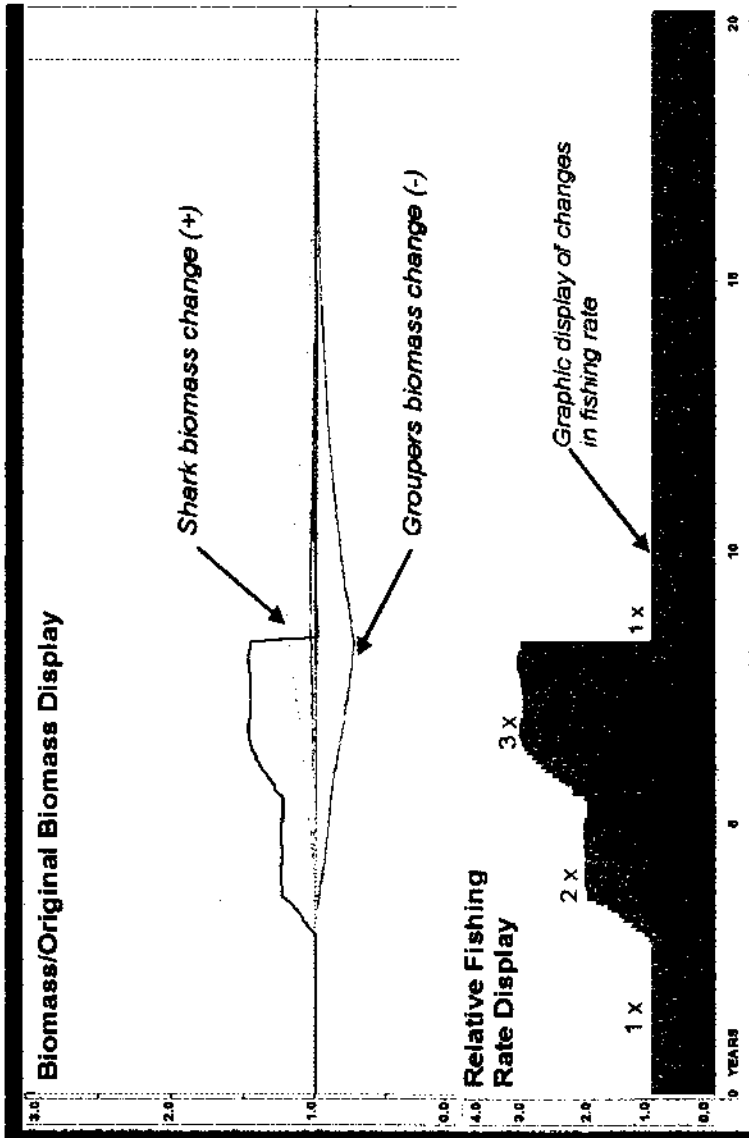 Biomass/Original Biomass Display
3.0
2.0
1.0
0.0
Shark biomass change (+)
Groupers biomass change (-)
Relative Fishing
Rate Display
4.0
3.0
2.0
1.0
0.0
1 x
2 x
3 x
1 x
Graphic display of changes
in fishing rate
0 YEARS
5
10
15
20